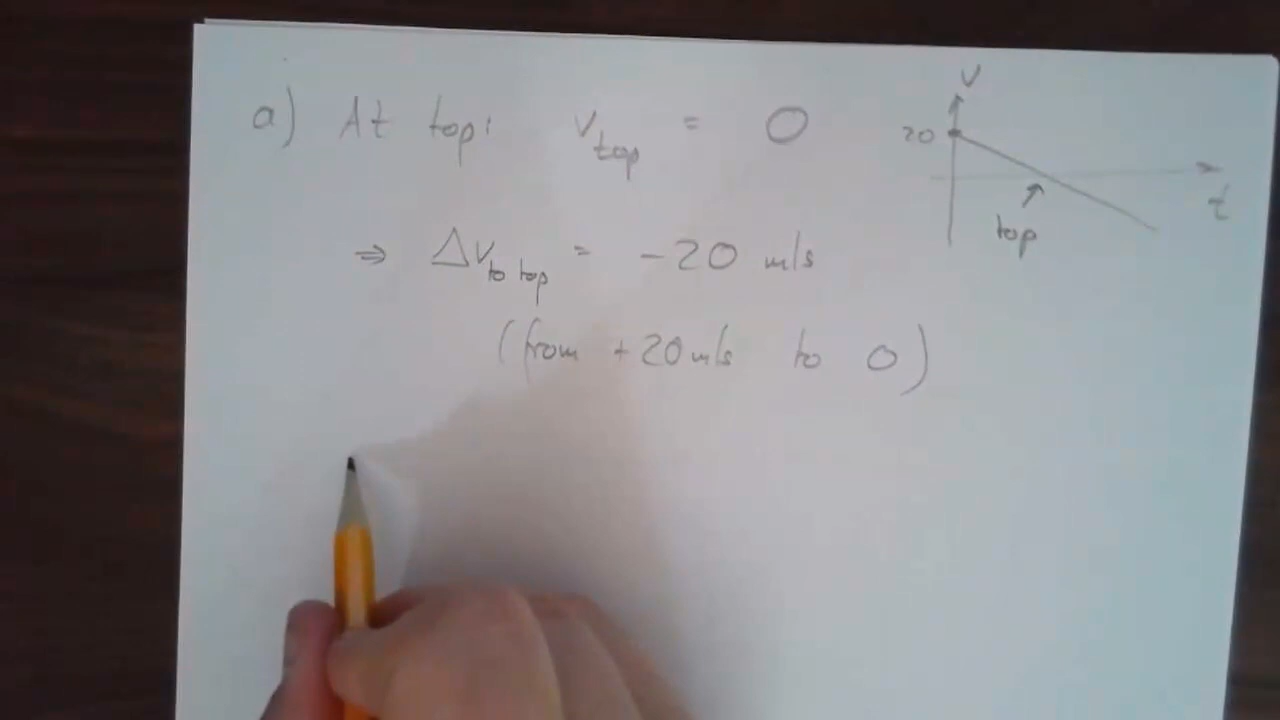 a) At top: v_top = 0
⇒ Δv_to top = -20 m/s
(from +20 m/s to 0)
v
20
t
top